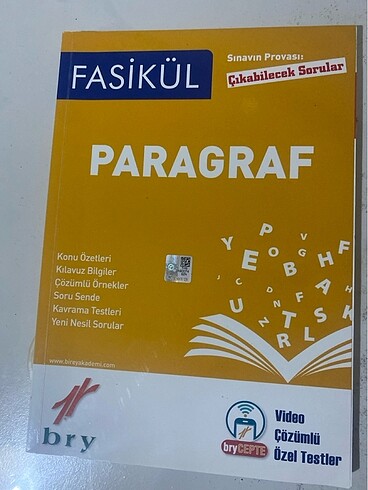 FASİKÜL
Sınavın Provası:
Çıkabilecek Sorular
PARAGRAF
Konu Özetleri
Kılavuz Bilgiler
Çözümlü Örnekler
Soru Sende
Kavrama Testleri
Yeni Nesil Sorular
www.bireyakademi.com
bry
bryCEPTE
Video
Çözümlü
Özel Testler